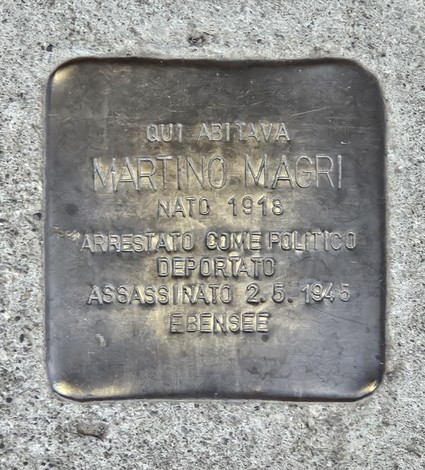 QUI ABITAVA
MARTINO MAGRI
NATO 1918
ARRESTATO COME POLITICO
DEPORTATO
ASSASSINATO 2.5.1945
EBENSEE